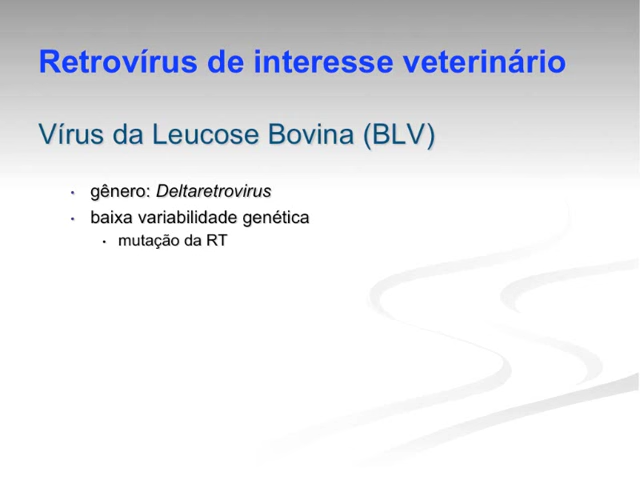 Retrovírus de interesse veterinário
Vírus da Leucose Bovina (BLV)
• gênero: Deltaretrovirus
• baixa variabilidade genética
• mutação da RT